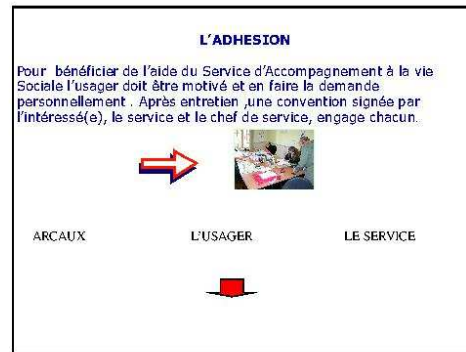 L'ADHESION
Pour bénéficier de l'aide du Service d'Accompagnement à la vie
Sociale l'usager doit être motivé et en faire la demande
personnellement . Après entretien ,une convention signée par
l'intéressé(e), le service et le chef de service, engage chacun.
ARCAUX L'USAGER LE SERVICE